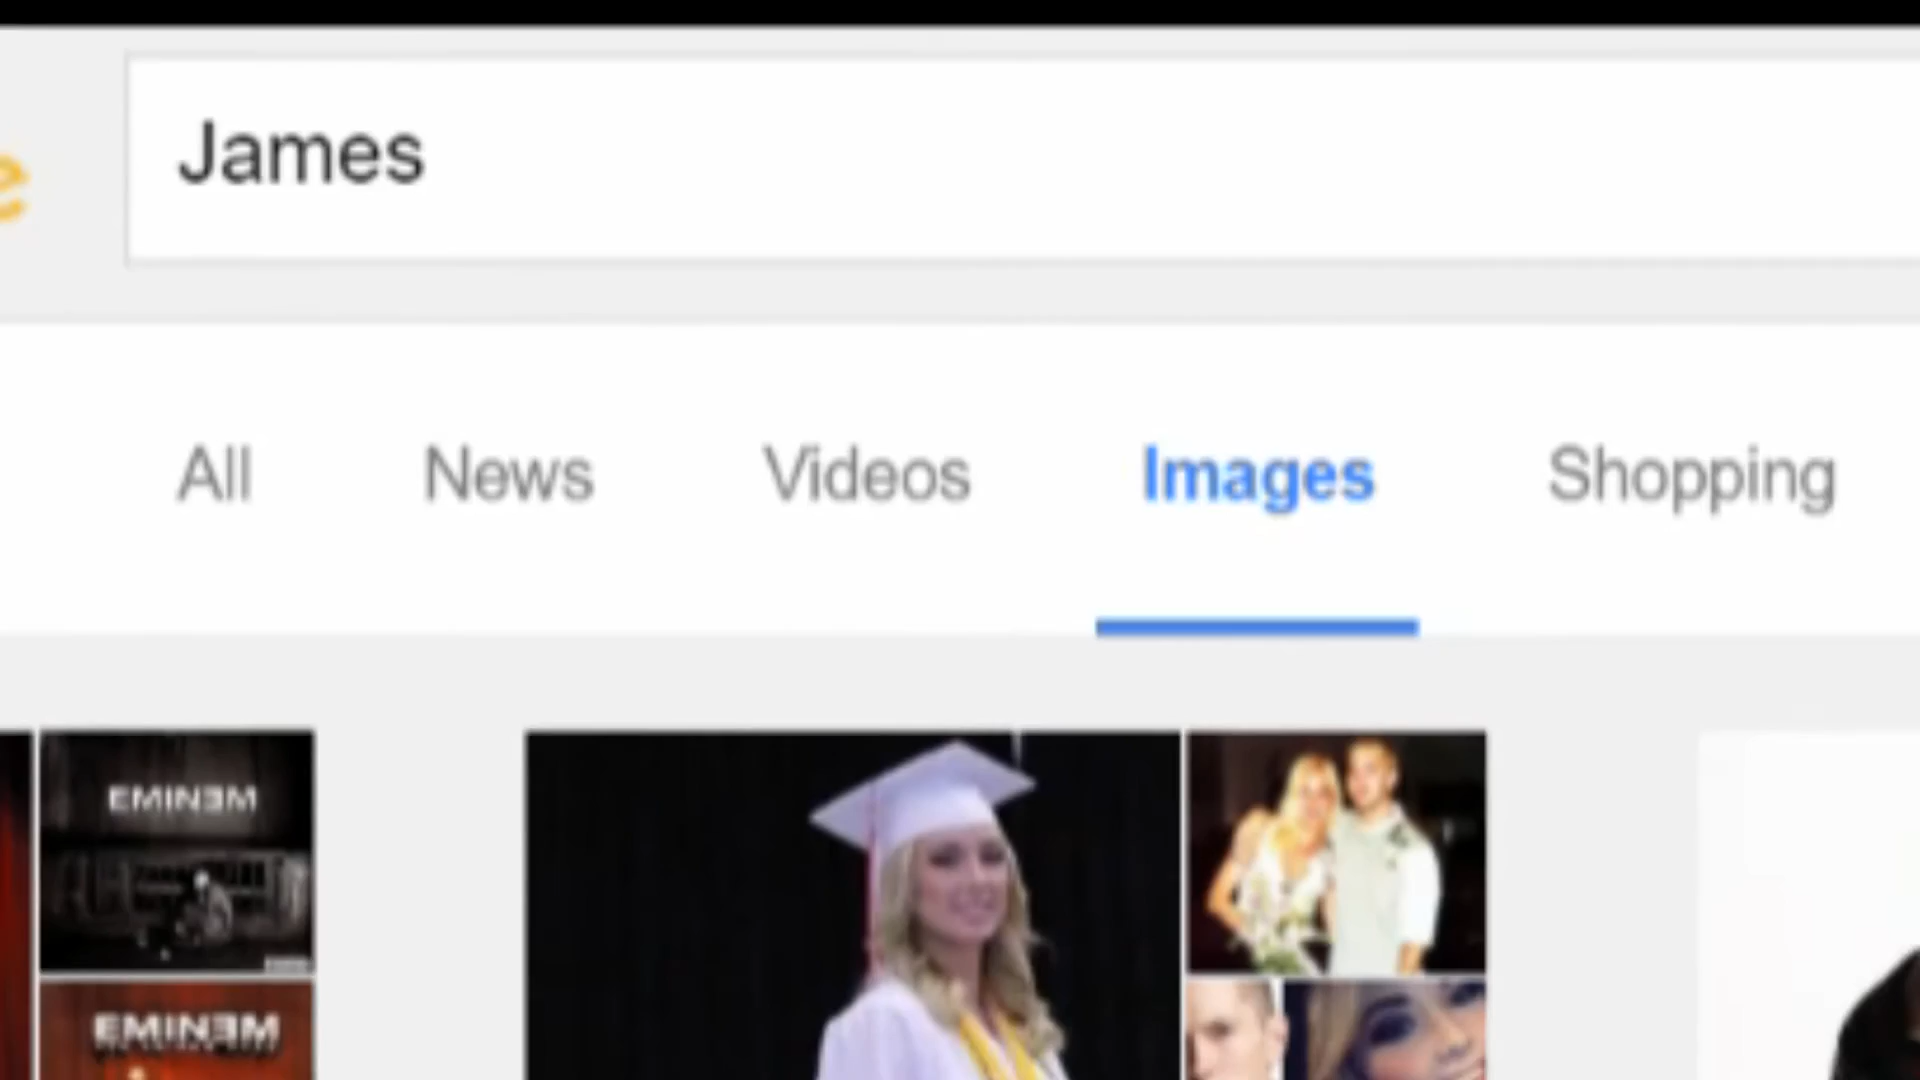 e
James
All News Videos Images Shopping
EMINƎM
EMINƎM